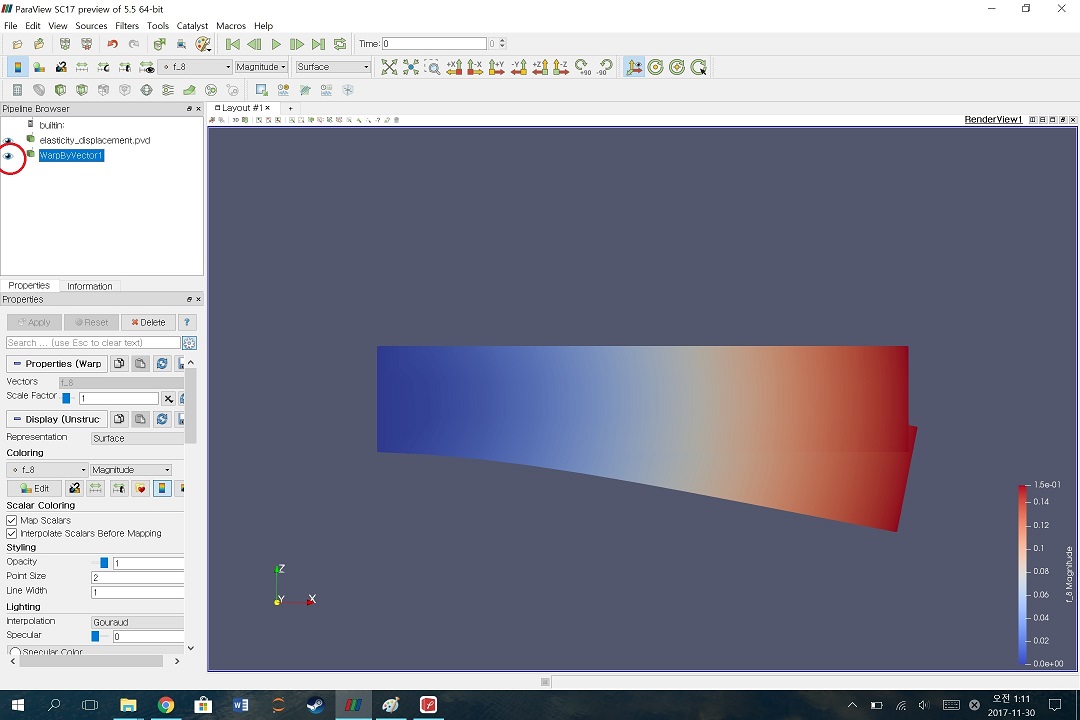 ParaView SC17 preview of 5.5 64-bit
File Edit View Sources Filters Tools Catalyst Macros Help
Time: 0 0
f_8 Magnitude Surface
+X -X +Y -Y +Z -Z +90 -90
Pipeline Browser
Layout #1
builtin:
3D
RenderView1
elasticity_displacement.pvd
WarpByVector1
Properties Information
Properties
Apply Reset Delete ?
Search ... (use Esc to clear text)
Properties (Warp
Vectors f_8
Scale Factor 1
Display (Unstruc
Representation Surface
Coloring
f_8 Magnitude
Edit
Scalar Coloring
Map Scalars
Interpolate Scalars Before Mapping
Styling
Opacity 1
Point Size 2
Line Width 1
Lighting
Interpolation Gouraud
Specular 0
Specular Color
Z
Y X
1.5e-01
0.14
0.12
0.1
0.08
0.06
0.04
0.02
0.0e+00
f_8 Magnitude
오전 1:11
2017-11-30